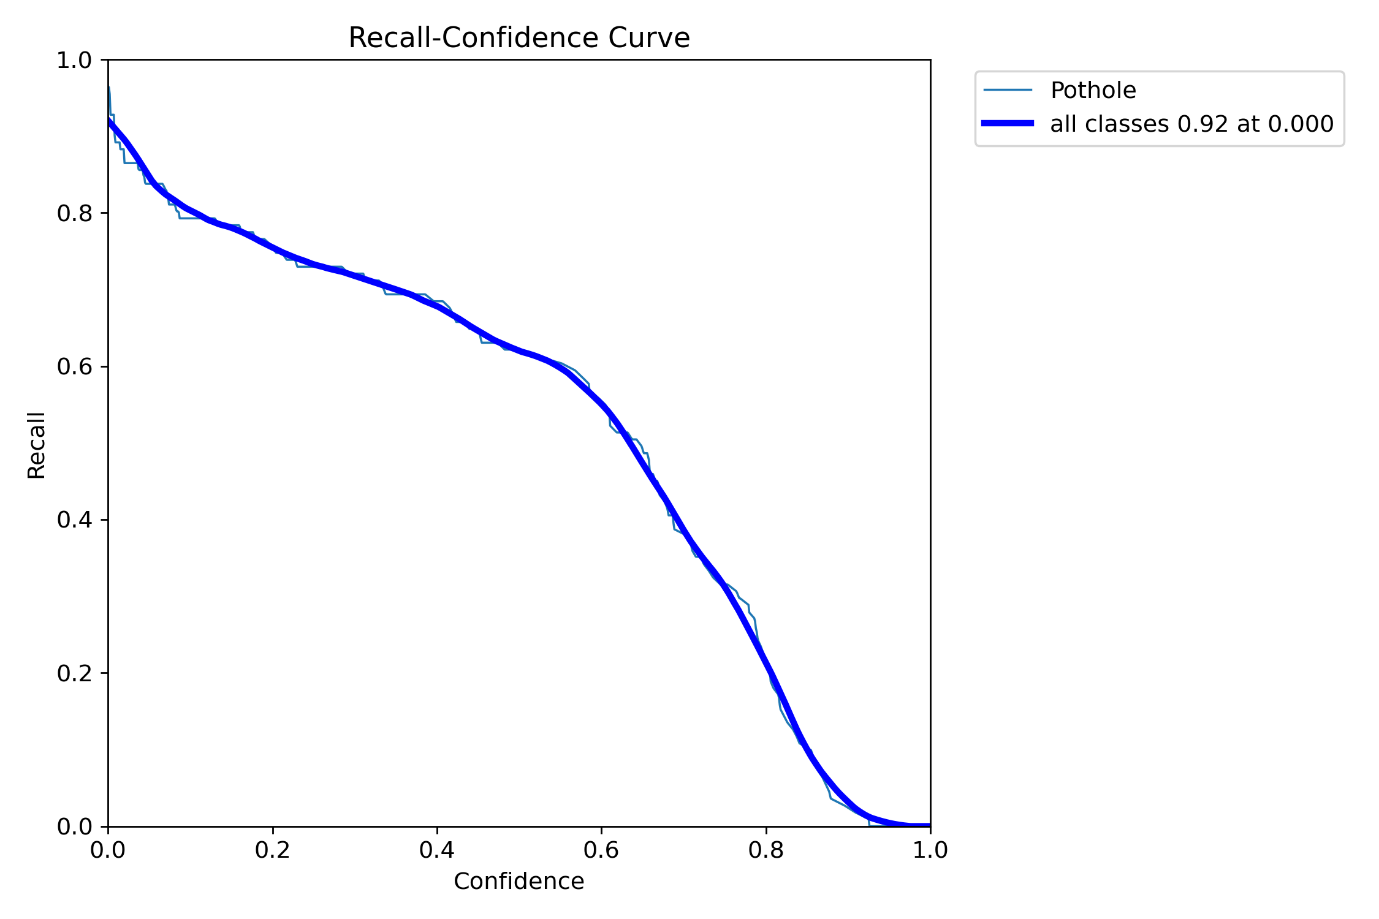 Recall-Confidence Curve
1.0
0.8
0.6
0.4
0.2
0.0
Recall
0.0 0.2 0.4 0.6 0.8 1.0
Confidence
Pothole
all classes 0.92 at 0.000